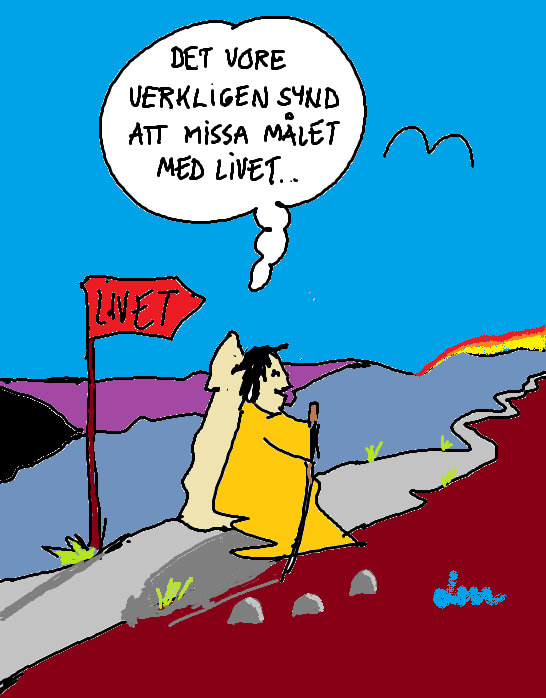 DET VORE
VERKLIGEN SYND
ATT MISSA MÅLET
MED LIVET...
LIVET